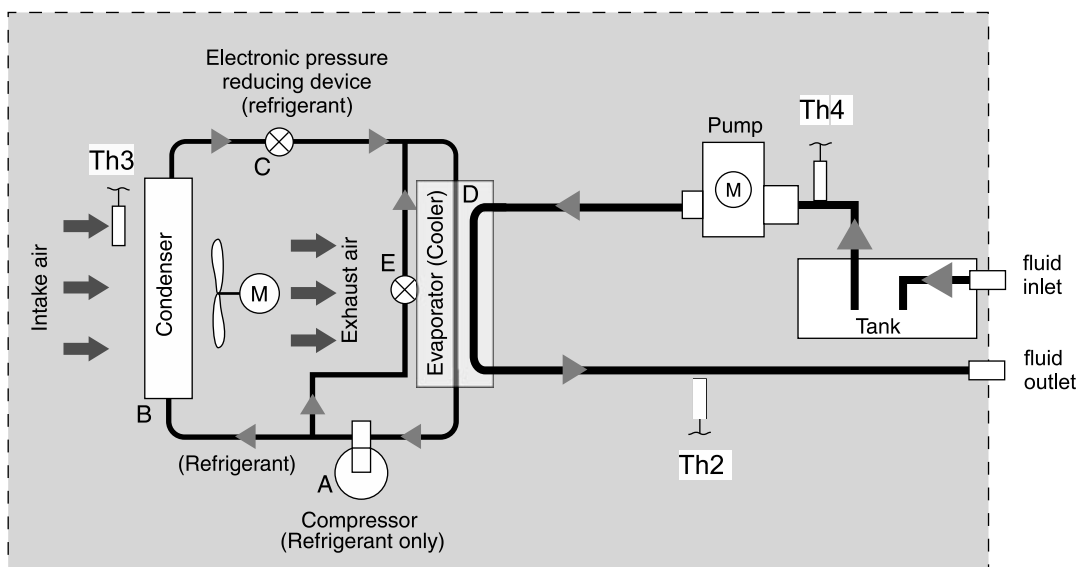 Electronic pressure
reducing device
(refrigerant)
C
Th3
Intake air
Condenser
M
Exhaust air
E
Evaporator (Cooler)
D
B
(Refrigerant)
A
Compressor
(Refrigerant only)
Pump
M
Th4
fluid
inlet
Tank
fluid
outlet
Th2